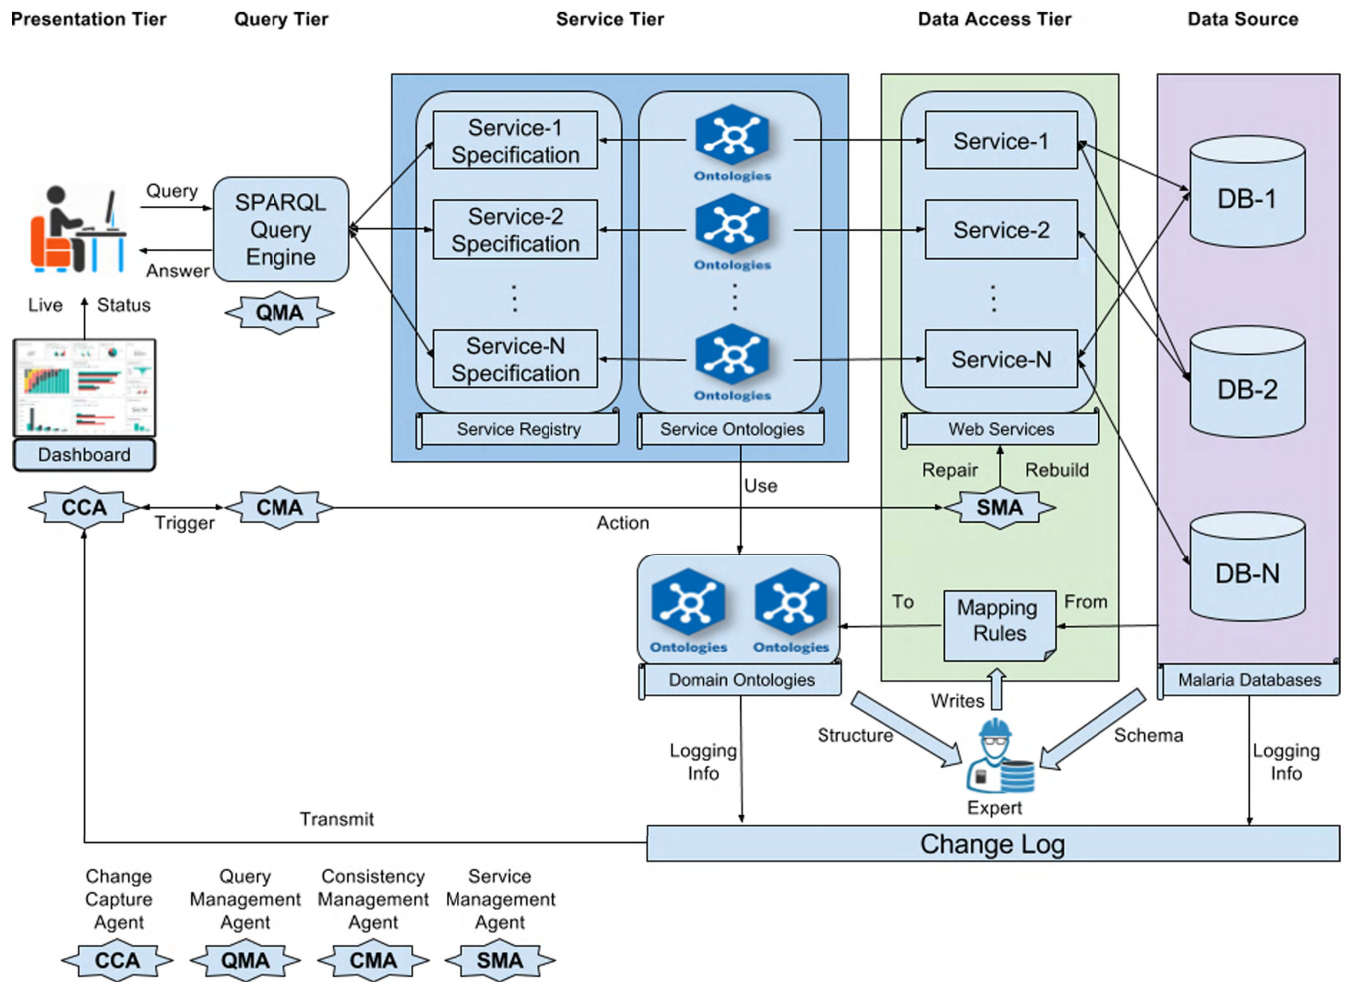 Presentation Tier
Query Tier
Service Tier
Data Access Tier
Data Source
Service-1
Specification
Ontologies
Service-1
DB-1
Query
SPARQL
Query
Engine
Answer
Service-2
Specification
Ontologies
Service-2
Live
Status
QMA
Service-N
Specification
Ontologies
Service-N
DB-2
Dashboard
Service Registry
Service Ontologies
Web Services
Repair
Rebuild
Use
CCA
Trigger
CMA
Action
SMA
DB-N
Ontologies
Ontologies
To
Mapping
Rules
From
Domain Ontologies
Malaria Databases
Writes
Structure
Schema
Logging
Info
Expert
Logging
Info
Transmit
Change Log
Change
Capture
Agent
CCA
Query
Management
Agent
QMA
Consistency
Management
Agent
CMA
Service
Management
Agent
SMA